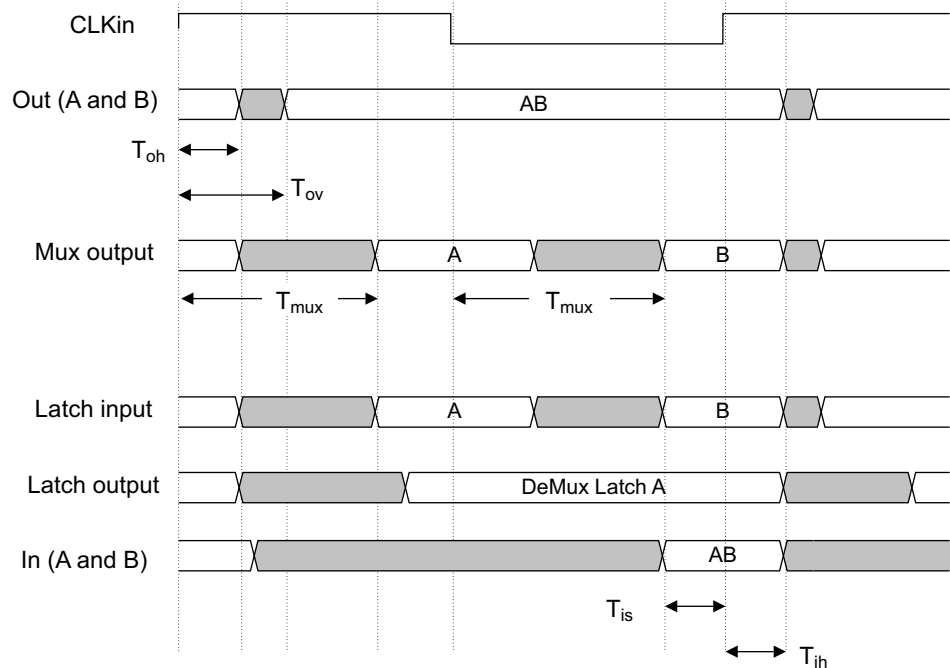 CLKin
Out (A and B)
AB
Toh
Tov
Mux output
A
B
Tmux
Tmux
Latch input
A
B
Latch output
DeMux Latch A
In (A and B)
AB
Tis
Tih